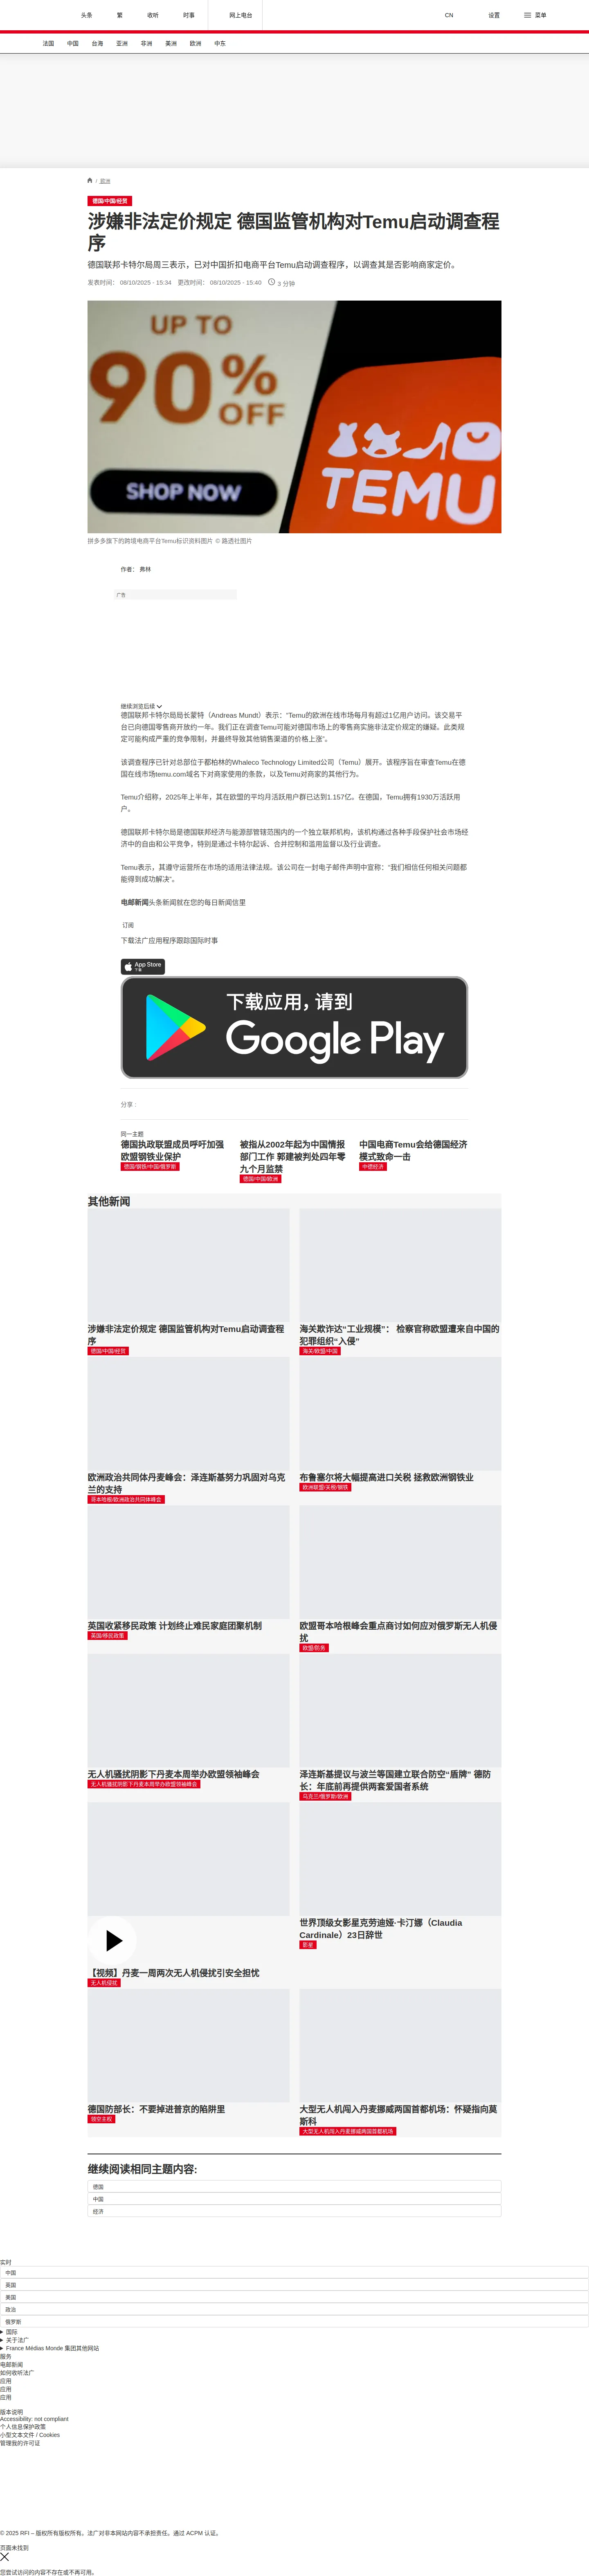 头条
繁
收听
时事
网上电台
CN
设置
菜单
法国
中国
台海
亚洲
非洲
美洲
欧洲
中东
/ 欧洲
德国/中国/经贸
涉嫌非法定价规定 德国监管机构对Temu启动调查程
序
德国联邦卡特尔局周三表示，已对中国折扣电商平台Temu启动调查程序，以调查其是否影响商家定价。
发表时间： 08/10/2025 - 15:34 更改时间： 08/10/2025 - 15:40 3 分钟
UP TO
90%
OFF
SHOP NOW
TEMU
拼多多旗下的跨境电商平台Temu标识资料图片 © 路透社图片
作者： 弗林
广告
继续浏览后续
德国联邦卡特尔局局长蒙特（Andreas Mundt）表示："Temu的欧洲在线市场每月有超过1亿用户访问。该交易平
台已向德国零售商开放约一年。我们正在调查Temu可能对德国市场上的零售商实施非法定价规定的嫌疑。此类规
定可能构成严重的竞争限制，并最终导致其他销售渠道的价格上涨"。
该调查程序已针对总部位于都柏林的Whaleco Technology Limited公司（Temu）展开。该程序旨在审查Temu在德
国在线市场temu.com域名下对商家使用的条款，以及Temu对商家的其他行为。
Temu介绍称，2025年上半年，其在欧盟的平均月活跃用户群已达到1.157亿。在德国，Temu拥有1930万活跃用
户。
德国联邦卡特尔局是德国联邦经济与能源部管辖范围内的一个独立联邦机构，该机构通过各种手段保护社会市场经
济中的自由和公平竞争，特别是通过卡特尔起诉、合并控制和滥用监督以及行业调查。
Temu表示，其遵守运营所在市场的适用法律法规。该公司在一封电子邮件声明中宣称："我们相信任何相关问题都
能得到成功解决"。
电邮新闻头条新闻就在您的每日新闻信里
订阅
下载法广应用程序跟踪国际时事
App Store
下载
下载应用，请到
Google Play
分享 :
同一主题
德国执政联盟成员呼吁加强
欧盟钢铁业保护
德国/钢铁/中国/俄罗斯
被指从2002年起为中国情报
部门工作 郭建被判处四年零
九个月监禁
德国/中国/欧洲
中国电商Temu会给德国经济
模式致命一击
中德经济
其他新闻
涉嫌非法定价规定 德国监管机构对Temu启动调查程
序
德国/中国/经贸
海关欺诈达"工业规模"： 检察官称欧盟遭来自中国的
犯罪组织"入侵"
海关/欧盟/中国
欧洲政治共同体丹麦峰会：泽连斯基努力巩固对乌克
兰的支持
哥本哈根/欧洲政治共同体峰会
布鲁塞尔将大幅提高进口关税 拯救欧洲钢铁业
欧洲联盟/关税/钢铁
英国收紧移民政策 计划终止难民家庭团聚机制
英国/移民政策
欧盟哥本哈根峰会重点商讨如何应对俄罗斯无人机侵
扰
欧盟/防务
无人机骚扰阴影下丹麦本周举办欧盟领袖峰会
无人机骚扰阴影下丹麦本周举办欧盟领袖峰会
泽连斯基提议与波兰等国建立联合防空"盾牌" 德防
长：年底前再提供两套爱国者系统
乌克兰/俄罗斯/欧洲
【视频】丹麦一周两次无人机侵扰引安全担忧
无人机侵扰
世界顶级女影星克劳迪娅·卡汀娜（Claudia
Cardinale）23日辞世
影星
德国防部长：不要掉进普京的陷阱里
领空主权
大型无人机闯入丹麦挪威两国首都机场：怀疑指向莫
斯科
大型无人机闯入丹麦挪威两国首都机场
继续阅读相同主题内容:
德国
中国
经济
实时
中国
英国
美国
政治
俄罗斯
国际
关于法广
France Médias Monde 集团其他网站
服务
电邮新闻
如何收听法广
应用
应用
应用
版本说明
Accessibility: not compliant
个人信息保护政策
小型文本文件 / Cookies
管理我的许可证
© 2025 RFI – 版权所有版权所有。法广对非本网站内容不承担责任。通过 ACPM 认证。
页面未找到
您尝试访问的内容不存在或不再可用。